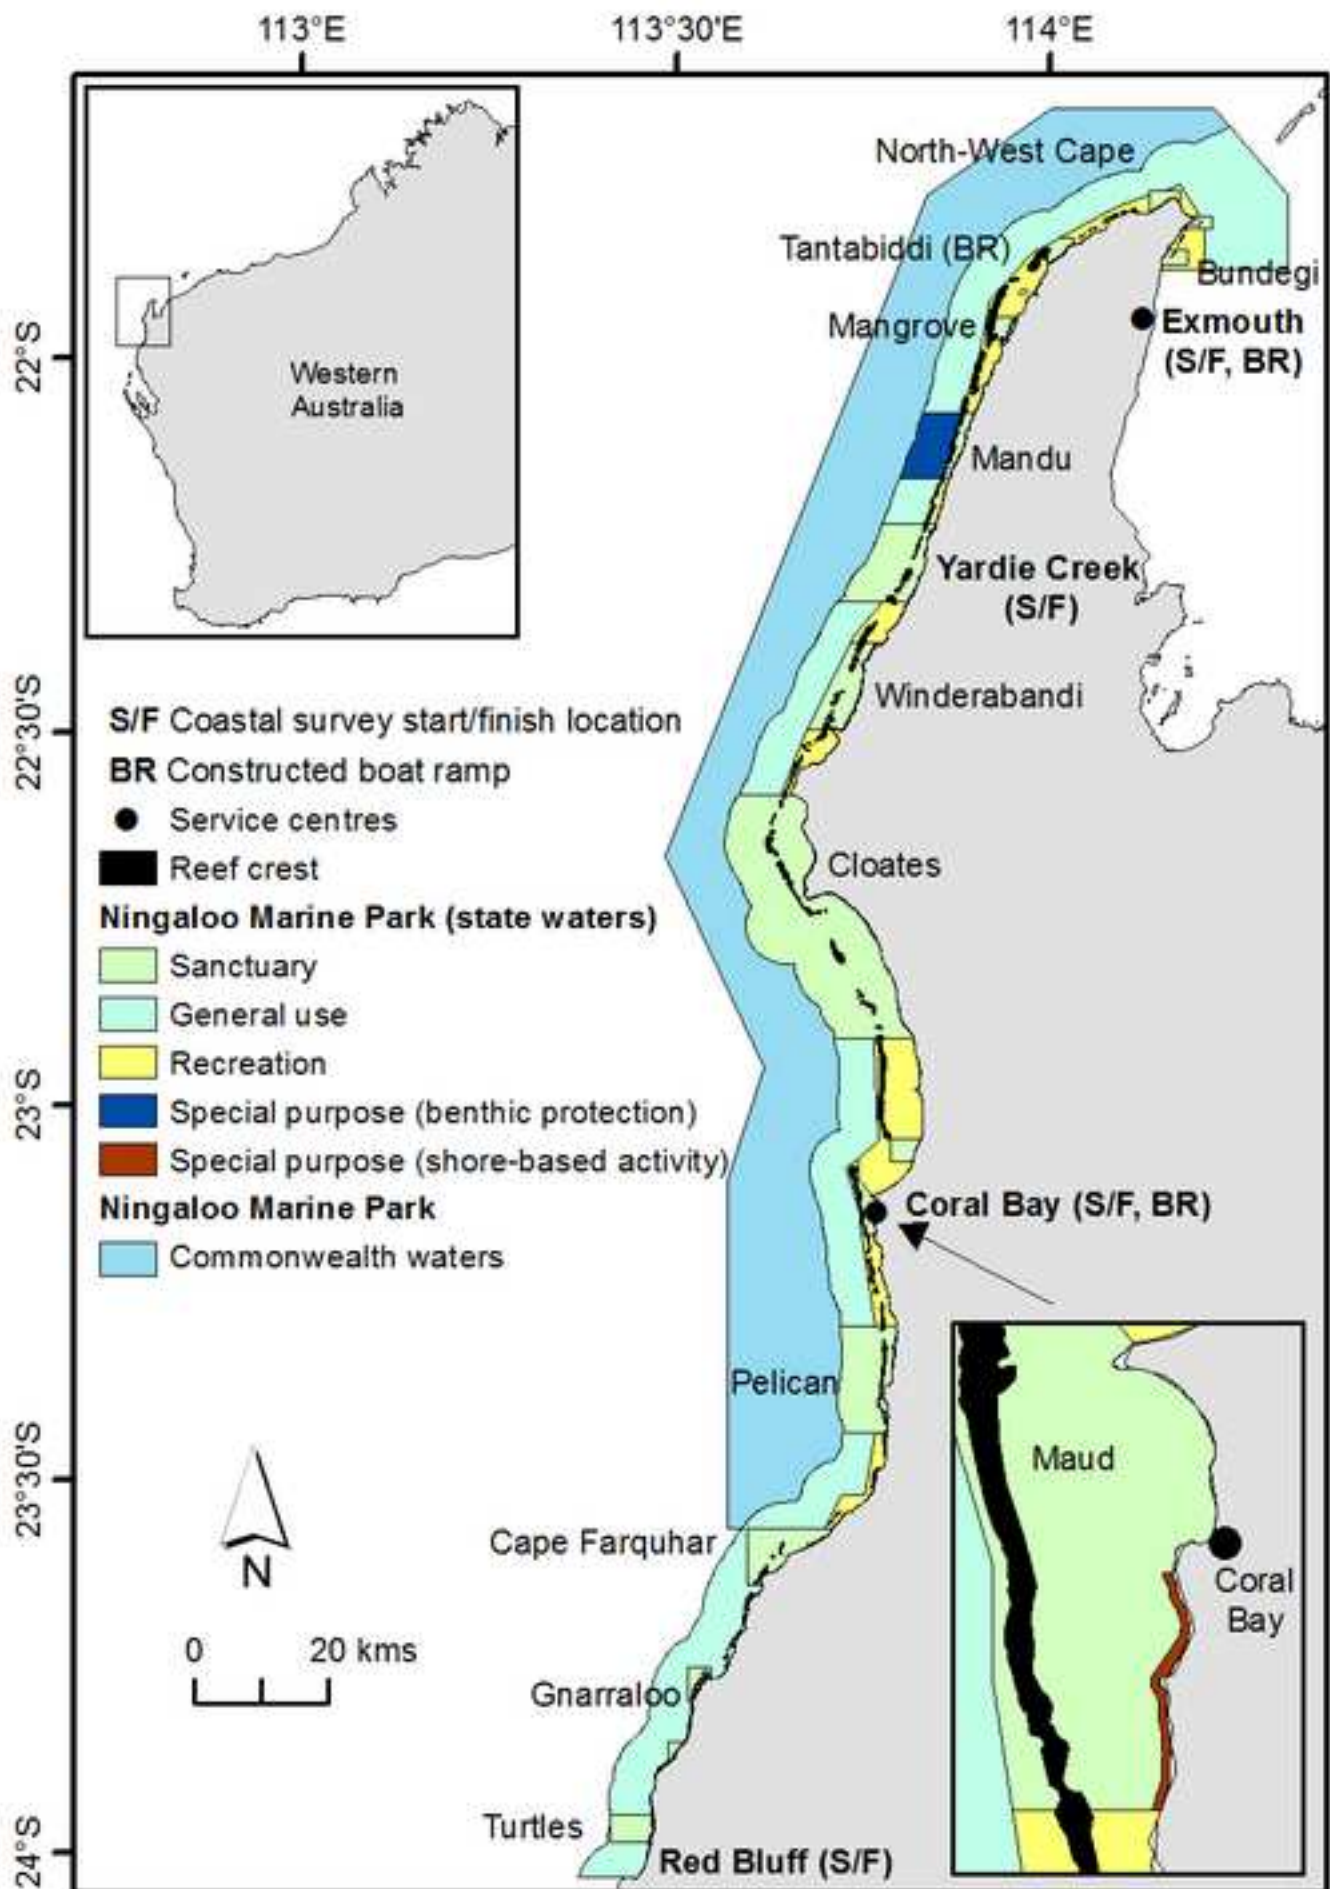 113°E
113°30'E
114°E
22°S
22°30'S
23°S
23°30'S
24°S
Western
Australia
North-West Cape
Tantabiddi (BR)
Bundegi
Mangrove
Exmouth
(S/F, BR)
Mandu
Yardie Creek
(S/F)
Winderabandi
Cloates
Coral Bay (S/F, BR)
Pelican
Cape Farquhar
Gnarraloo
Turtles
Red Bluff (S/F)
S/F Coastal survey start/finish location
BR Constructed boat ramp
Service centres
Reef crest
Ningaloo Marine Park (state waters)
Sanctuary
General use
Recreation
Special purpose (benthic protection)
Special purpose (shore-based activity)
Ningaloo Marine Park
Commonwealth waters
N
0 20 kms
Maud
Coral
Bay